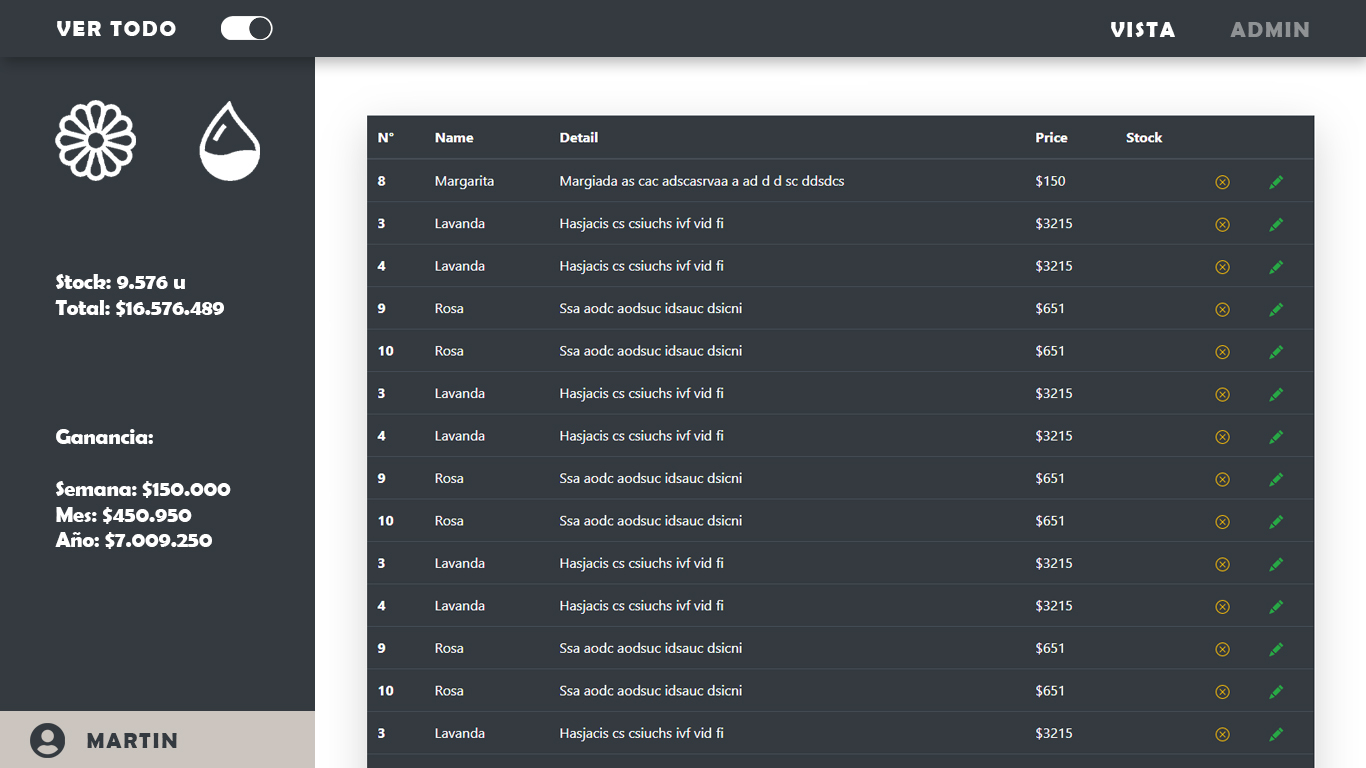 VER TODO
VISTA
ADMIN
Stock: 9.576 u
Total: $16.576.489
Ganancia:
Semana: $150.000
Mes: $450.950
Año: $7.009.250
MARTIN
N° Name Detail Price Stock
8 Margarita Margiada as cac adscasrvaa a ad d d sc ddsdcs $150
3 Lavanda Hasjacis cs csiuchs ivf vid fi $3215
4 Lavanda Hasjacis cs csiuchs ivf vid fi $3215
9 Rosa Ssa aodc aodsuc idsauc dsicni $651
10 Rosa Ssa aodc aodsuc idsauc dsicni $651
3 Lavanda Hasjacis cs csiuchs ivf vid fi $3215
4 Lavanda Hasjacis cs csiuchs ivf vid fi $3215
9 Rosa Ssa aodc aodsuc idsauc dsicni $651
10 Rosa Ssa aodc aodsuc idsauc dsicni $651
3 Lavanda Hasjacis cs csiuchs ivf vid fi $3215
4 Lavanda Hasjacis cs csiuchs ivf vid fi $3215
9 Rosa Ssa aodc aodsuc idsauc dsicni $651
10 Rosa Ssa aodc aodsuc idsauc dsicni $651
3 Lavanda Hasjacis cs csiuchs ivf vid fi $3215